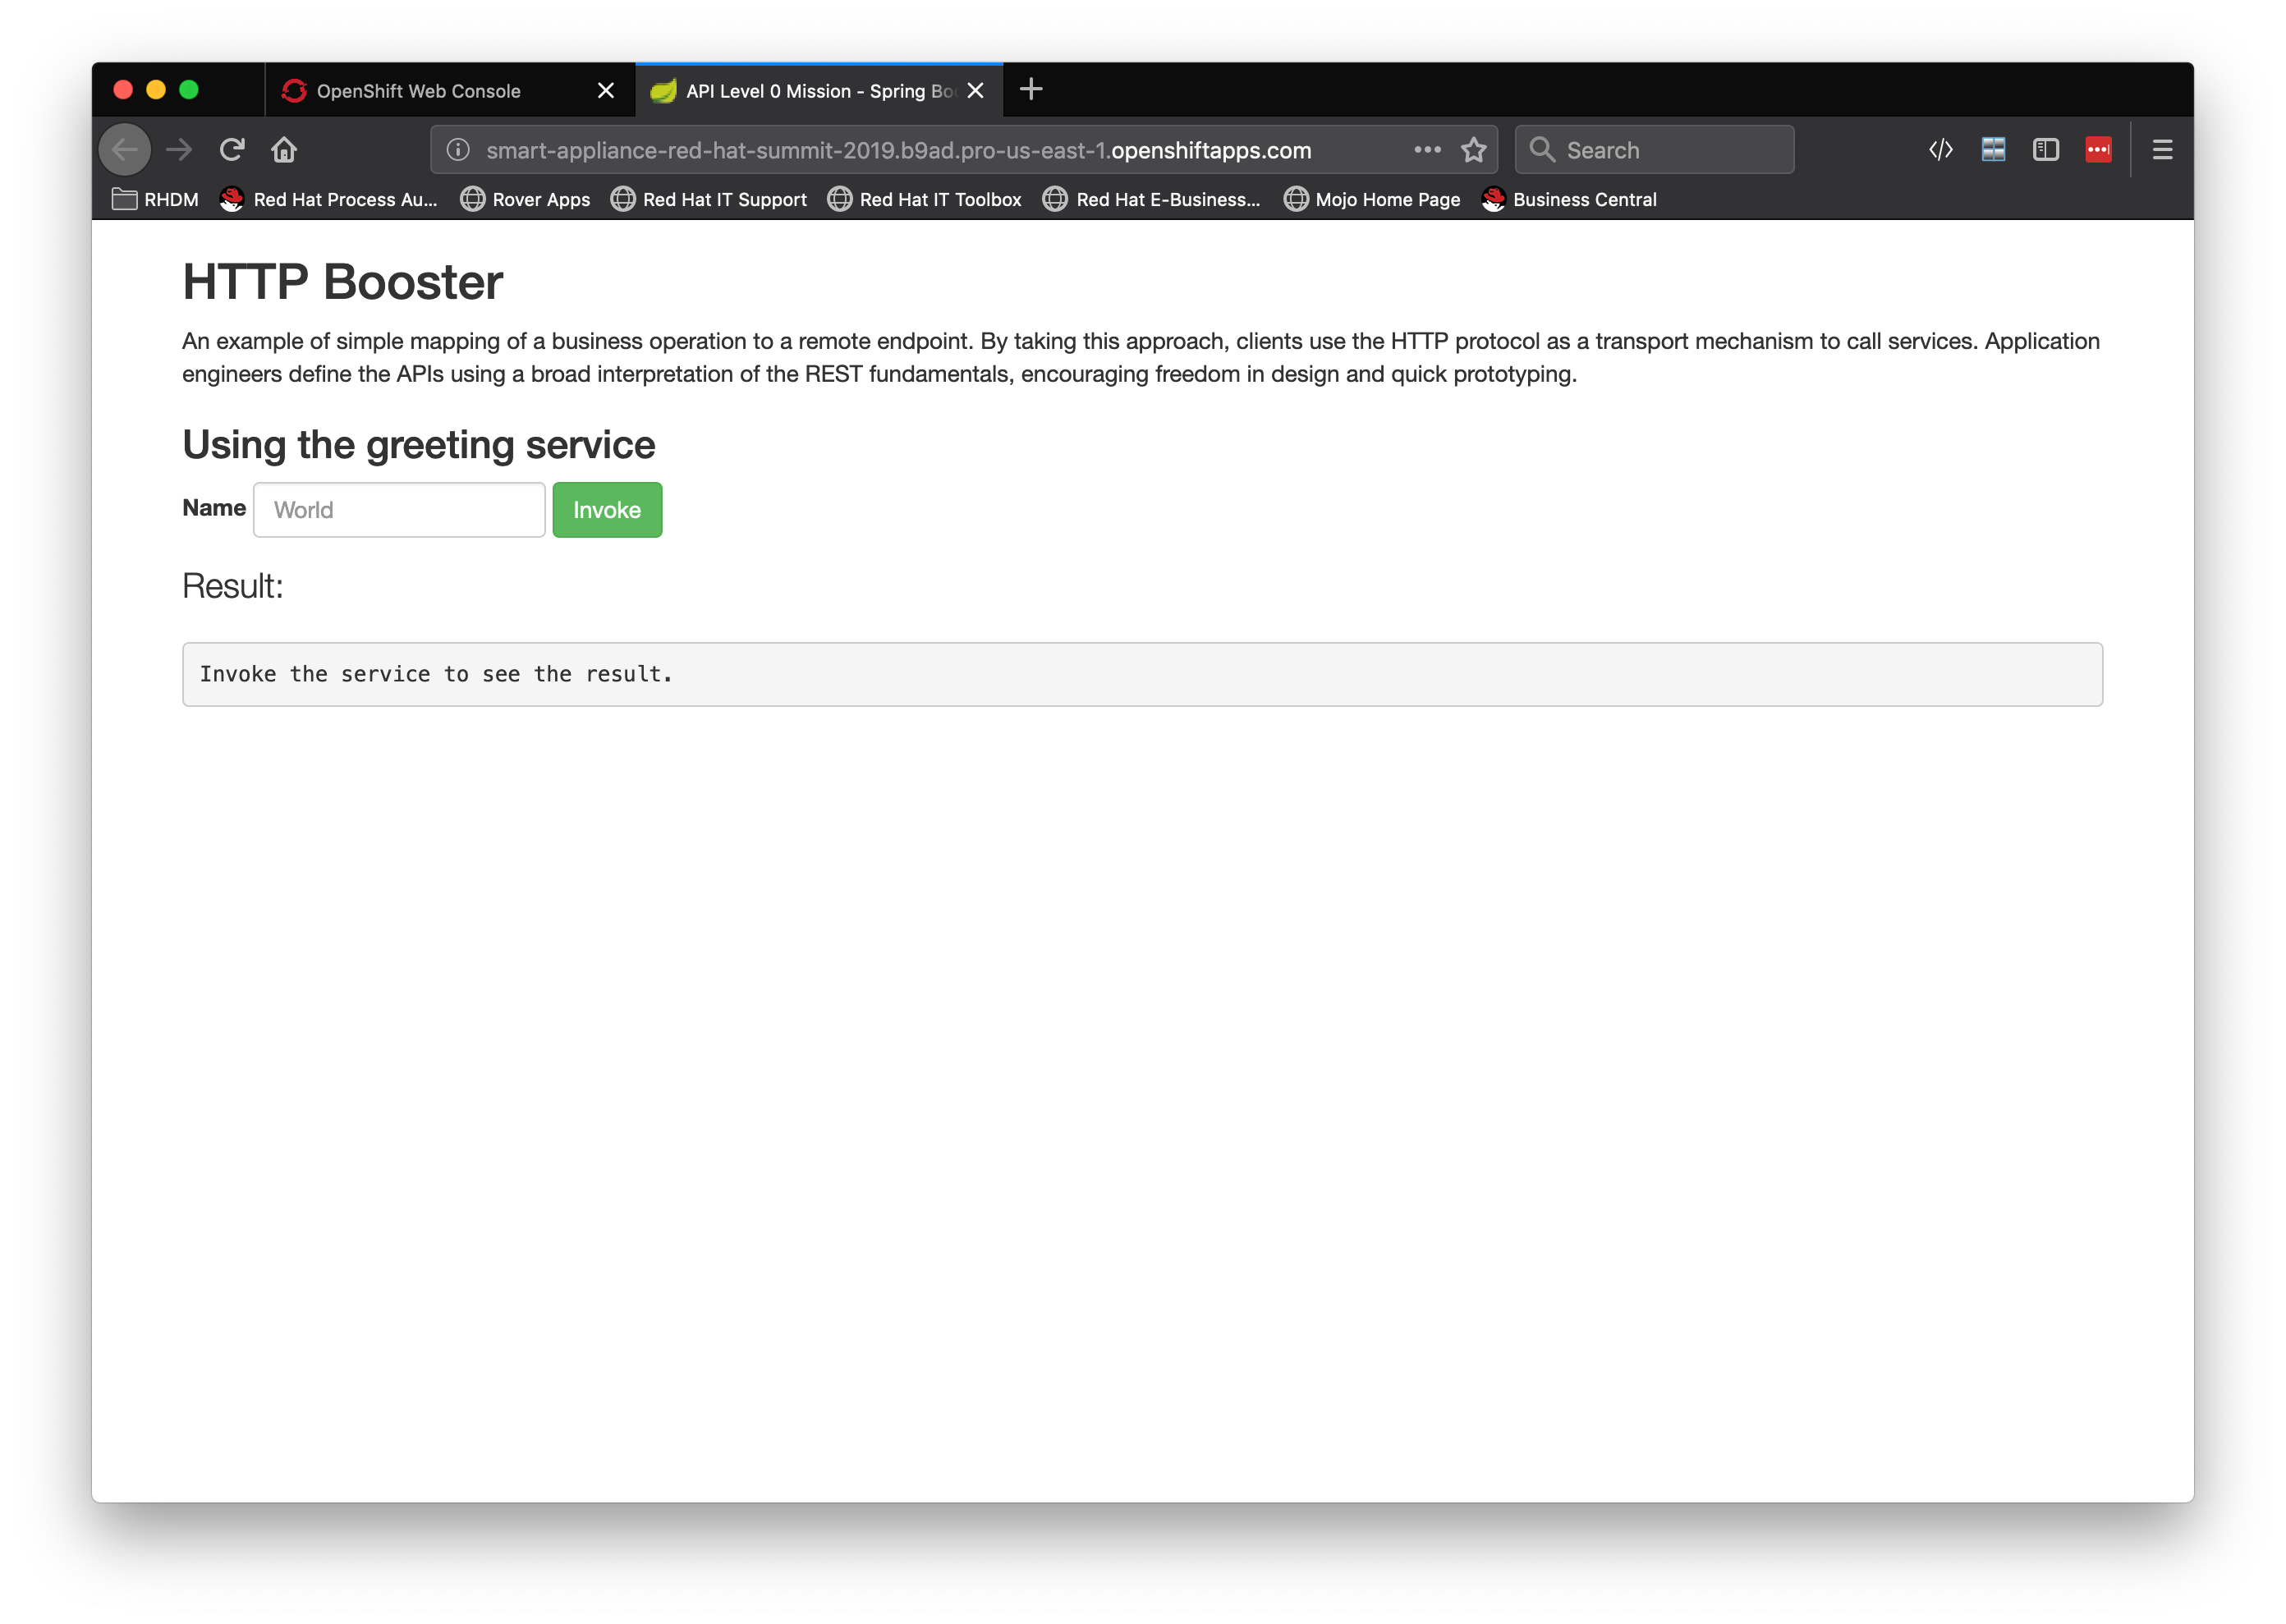 OpenShift Web Console
API Level 0 Mission - Spring Bo
smart-appliance-red-hat-summit-2019.b9ad.pro-us-east-1.openshiftapps.com
Search
RHDM
Red Hat Process Au...
Rover Apps
Red Hat IT Support
Red Hat IT Toolbox
Red Hat E-Business...
Mojo Home Page
Business Central
HTTP Booster
An example of simple mapping of a business operation to a remote endpoint. By taking this approach, clients use the HTTP protocol as a transport mechanism to call services. Application
engineers define the APIs using a broad interpretation of the REST fundamentals, encouraging freedom in design and quick prototyping.
Using the greeting service
Name World Invoke
Result:
Invoke the service to see the result.